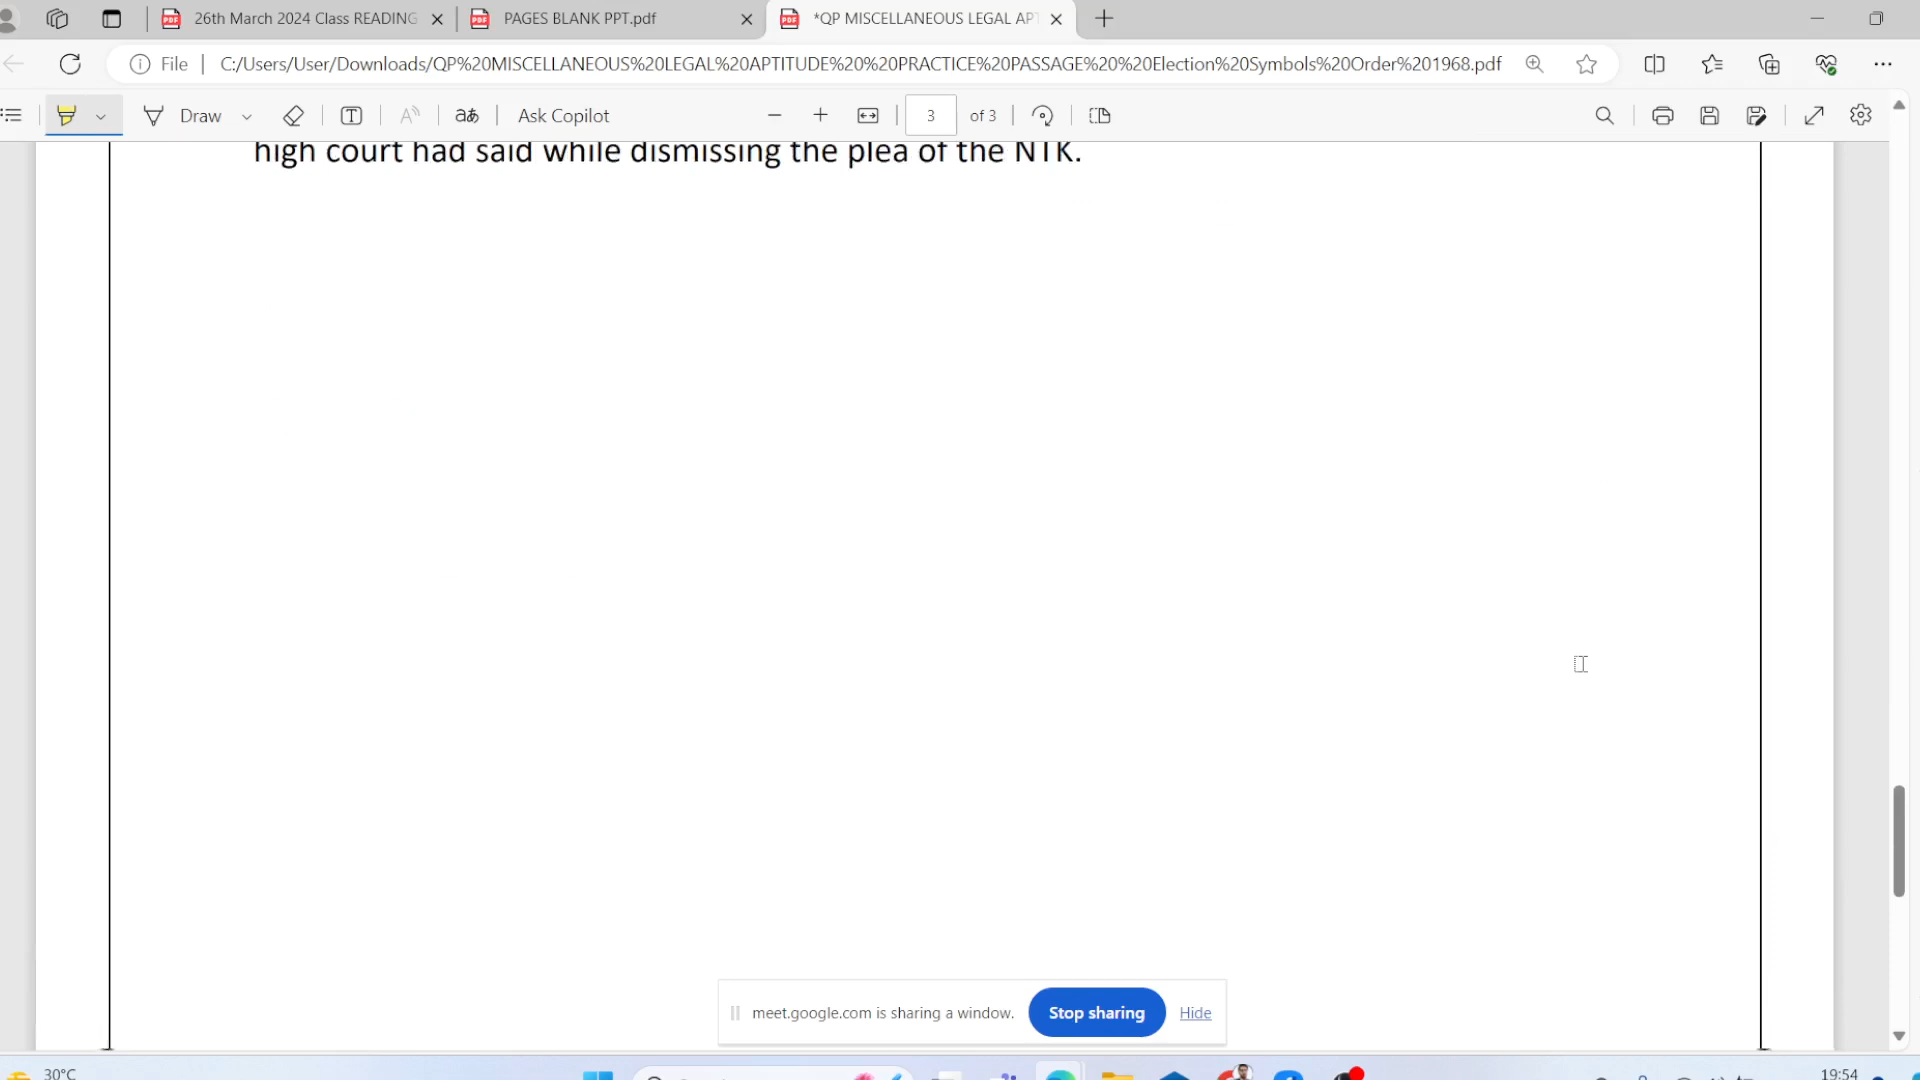 26th March 2024 Class READING
PAGES BLANK PPT.pdf
*QP MISCELLANEOUS LEGAL APT
File
C:/Users/User/Downloads/QP%20MISCELLANEOUS%20LEGAL%20APTITUDE%20%20PRACTICE%20PASSAGE%20%20Election%20Symbols%20Order%201968.pdf
Draw
aあ
Ask Copilot
3 of 3
high court had said while dismissing the plea of the NTK.
meet.google.com is sharing a window.
Stop sharing
Hide
30°C
19:54